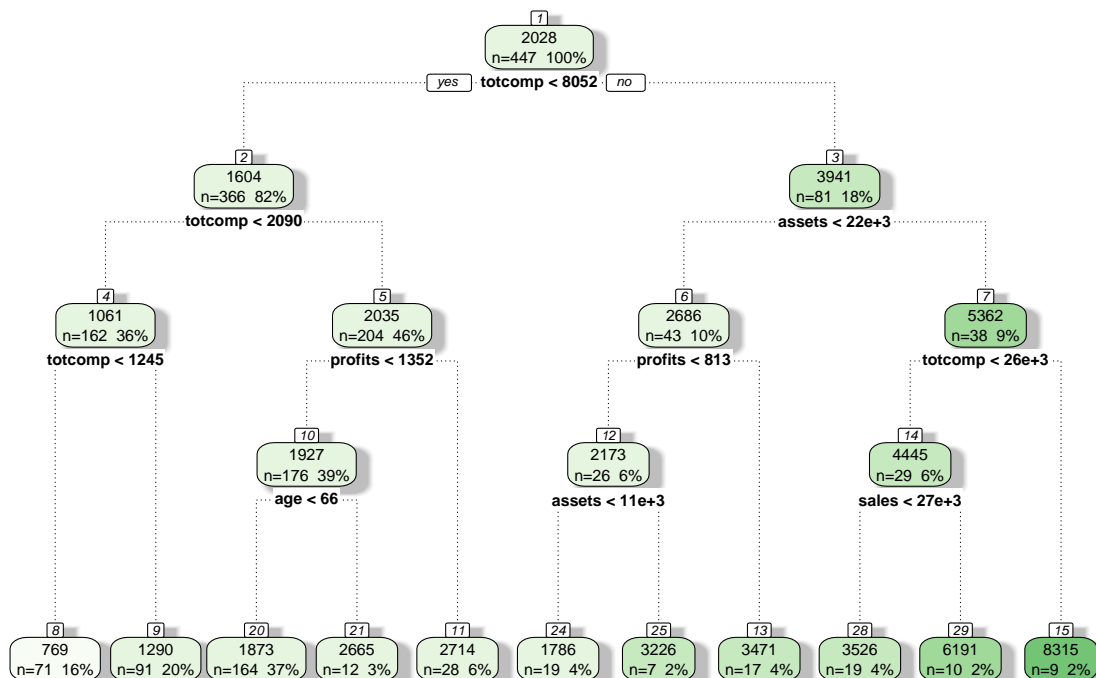 1
2028
n=447 100%
yes totcomp < 8052 no
2
1604
n=366 82%
totcomp < 2090
3
3941
n=81 18%
assets < 22e+3
4
1061
n=162 36%
totcomp < 1245
5
2035
n=204 46%
profits < 1352
6
2686
n=43 10%
profits < 813
7
5362
n=38 9%
totcomp < 26e+3
10
1927
n=176 39%
age < 66
12
2173
n=26 6%
assets < 11e+3
14
4445
n=29 6%
sales < 27e+3
8
769
n=71 16%
9
1290
n=91 20%
20
1873
n=164 37%
21
2665
n=12 3%
11
2714
n=28 6%
24
1786
n=19 4%
25
3226
n=7 2%
13
3471
n=17 4%
28
3526
n=19 4%
29
6191
n=10 2%
15
8315
n=9 2%